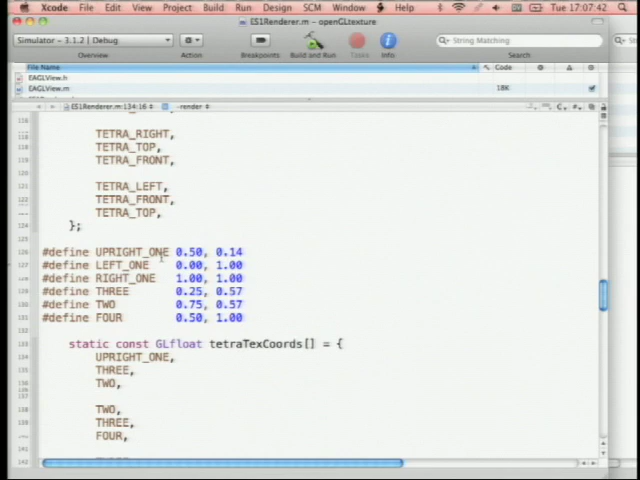 Xcode File Edit View Project Build Run Design SCM Window Help Tue 17:07:42
ES1Renderer.m - openGLtexture
Simulator - 3.1.2 | Debug
String Matching
Overview Action Breakpoints Build and Run Tasks Info Search
File Name Code
EAGLView.h
EAGLView.m 18K
ES1Renderer.m:134:16 -render
TETRA_RIGHT,
TETRA_TOP,
TETRA_FRONT,
TETRA_LEFT,
TETRA_FRONT,
TETRA_TOP,
};
#define UPRIGHT_ONE 0.50, 0.14
#define LEFT_ONE 0.00, 1.00
#define RIGHT_ONE 1.00, 1.00
#define THREE 0.25, 0.57
#define TWO 0.75, 0.57
#define FOUR 0.50, 1.00
static const GLfloat tetraTexCoords[] = {
UPRIGHT_ONE,
THREE,
TWO,
TWO,
THREE,
FOUR,